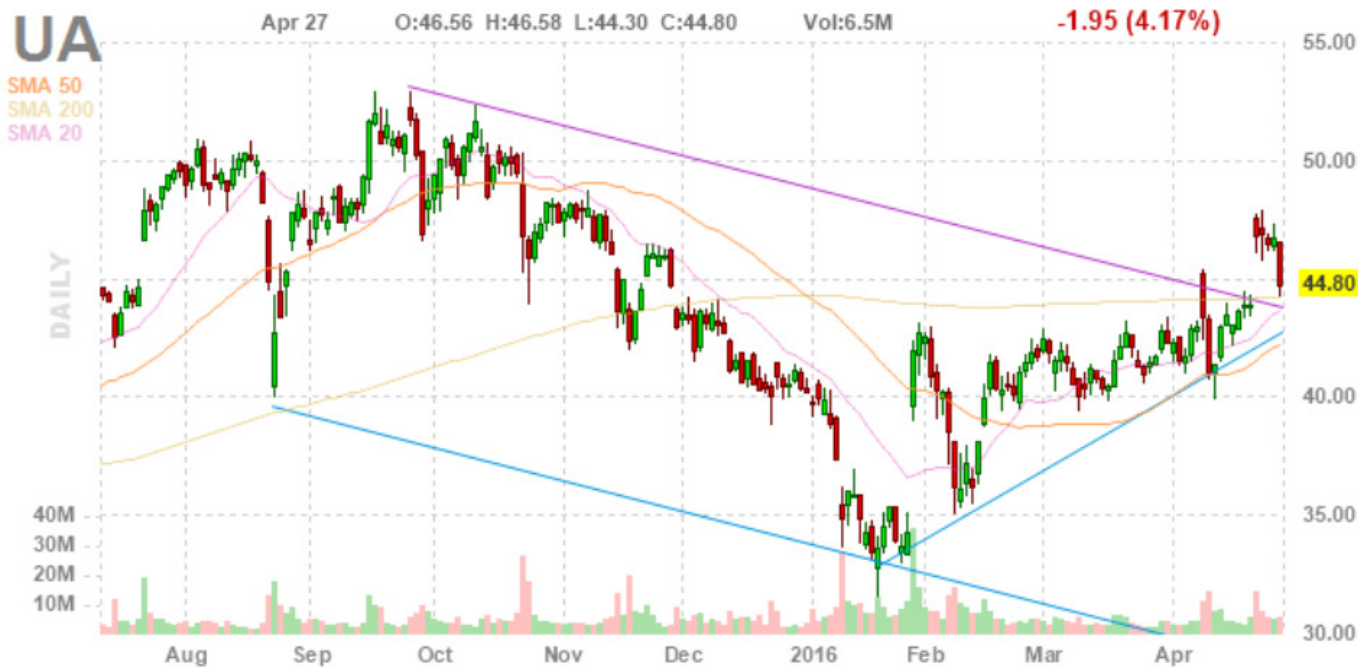 UA Apr 27 O:46.56 H:46.58 L:44.30 C:44.80 Vol:6.5M -1.95 (4.17%)
SMA 50
SMA 200
SMA 20
DAILY
55.00
50.00
44.80
40.00
35.00
30.00
40M
30M
20M
10M
Aug Sep Oct Nov Dec 2016 Feb Mar Apr